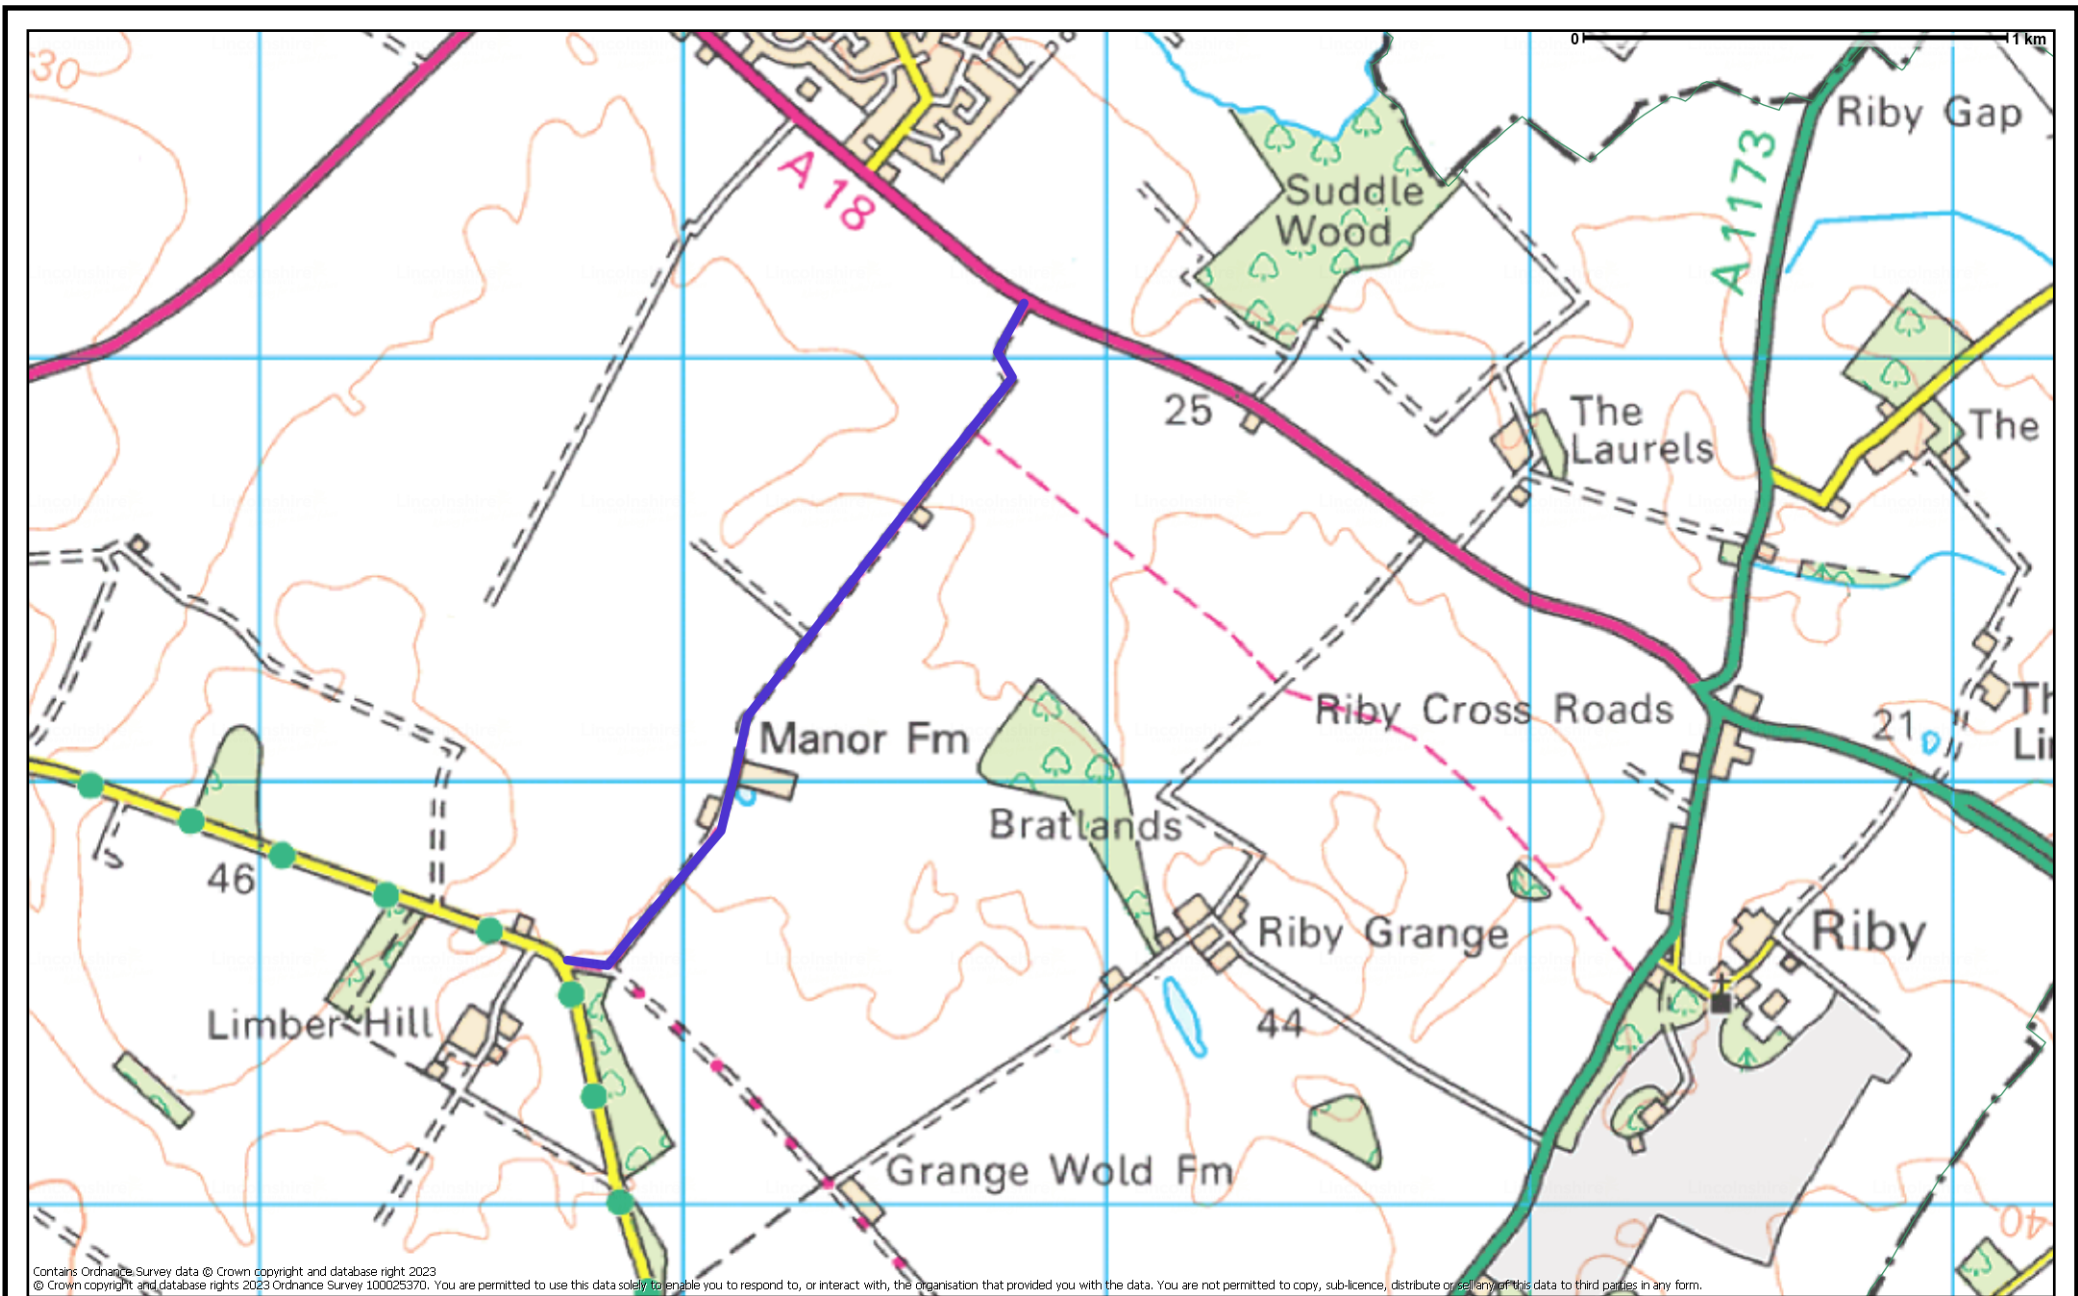 0
1 km
30
Riby Gap
A 18
A 1173
Suddle
Wood
25
The
Laurels
The
Manor Fm
Riby Cross Roads
21
Th
Li
Bratlands
46
Riby Grange
Riby
Limber Hill
44
Grange Wold Fm
40
Contains Ordnance Survey data © Crown copyright and database right 2023
© Crown copyright and database rights 2023 Ordnance Survey 100025370. You are permitted to use this data solely to enable you to respond to, or interact with, the organisation that provided you with the data. You are not permitted to copy, sub-licence, distribute or sell any of this data to third parties in any form.